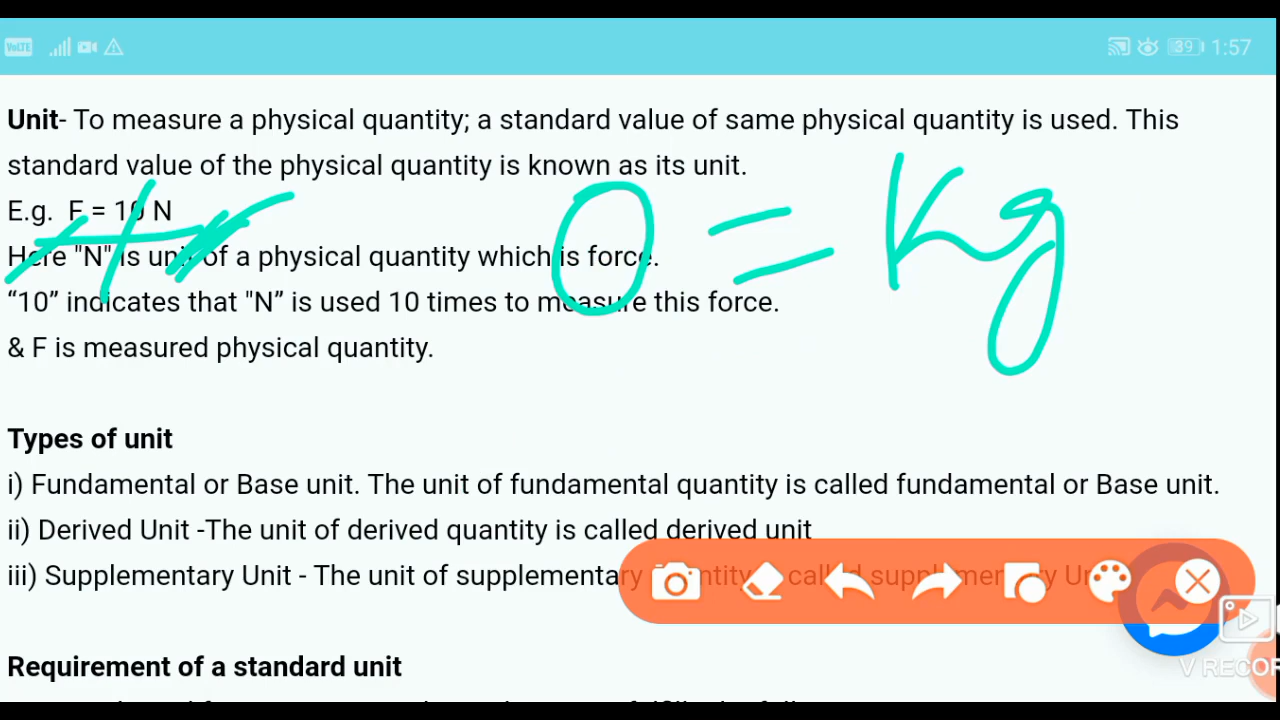 VoLTE 39 1:57
Unit- To measure a physical quantity; a standard value of same physical quantity is used. This
standard value of the physical quantity is known as its unit.
E.g. F = 10 N
Here "N" is unit of a physical quantity which is force.
“10” indicates that "N” is used 10 times to measure this force.
& F is measured physical quantity.
0 = Kg
Types of unit
i) Fundamental or Base unit. The unit of fundamental quantity is called fundamental or Base unit.
ii) Derived Unit -The unit of derived quantity is called derived unit
iii) Supplementary Unit - The unit of supplementary quantity is called supplementary
Requirement of a standard unit
V RECOR